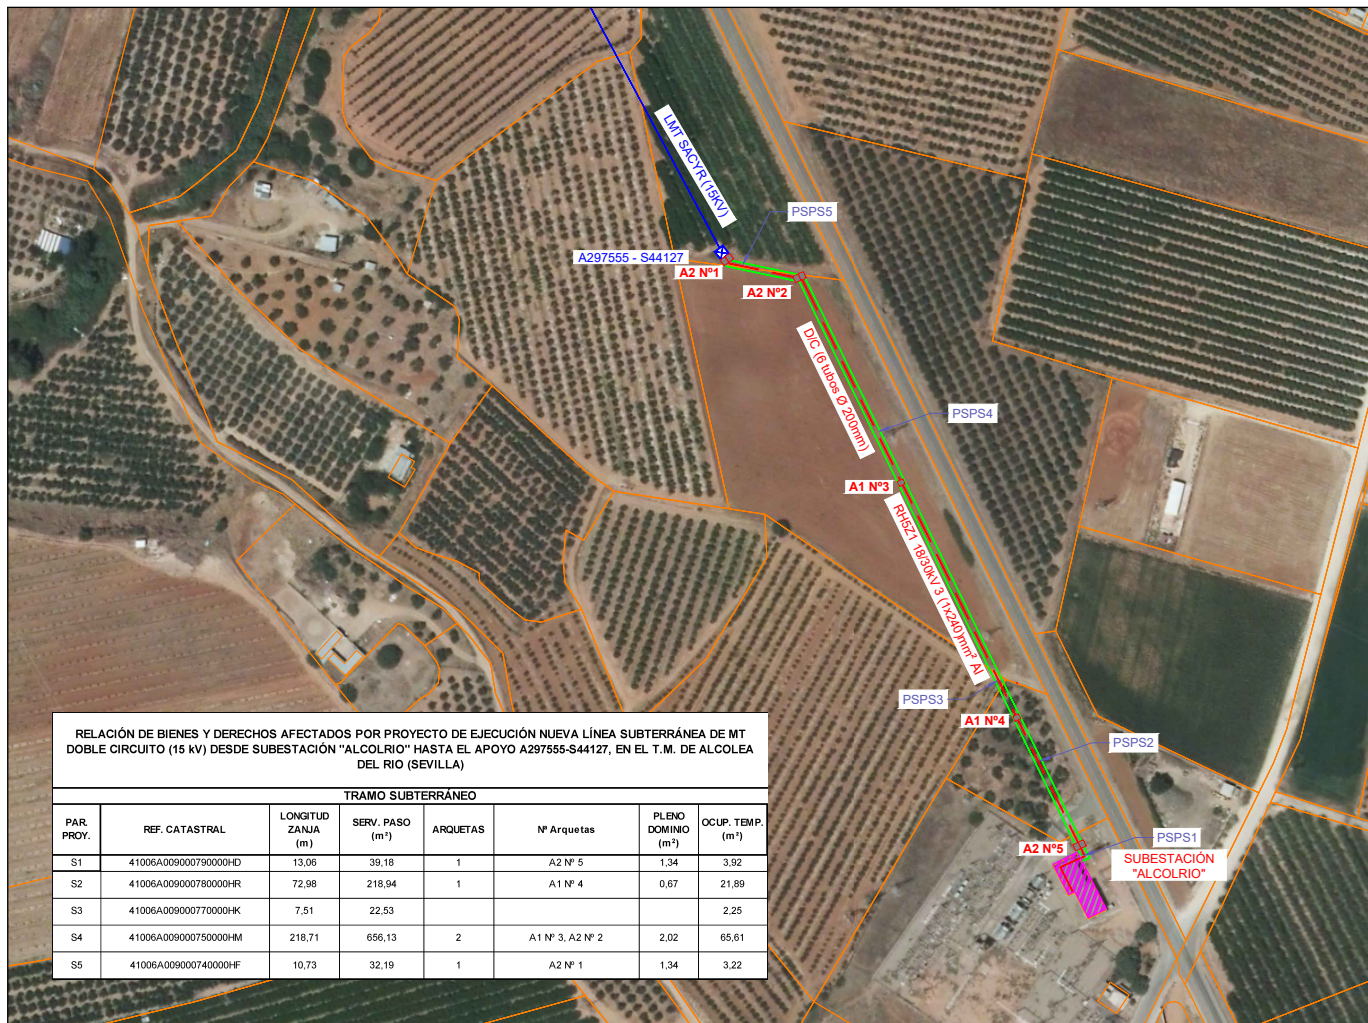 LMT SACYR (15KV)
PSPS5
A297555 - S44127
A2 Nº1
A2 Nº2
D/C (6 tubos Ø 200mm)
PSPS4
A1 Nº3
RH5Z1 18/30kV 3 (1x240)mm² Al
PSPS3
A1 Nº4
PSPS2
PSPS1
A2 Nº5
SUBESTACIÓN
"ALCOLRIO"
RELACIÓN DE BIENES Y DERECHOS AFECTADOS POR PROYECTO DE EJECUCIÓN NUEVA LÍNEA SUBTERRÁNEA DE MT
DOBLE CIRCUITO (15 kV) DESDE SUBESTACIÓN "ALCOLRIO" HASTA EL APOYO A297555-S44127, EN EL T.M. DE ALCOLEA
DEL RIO (SEVILLA)
TRAMO SUBTERRÁNEO
PAR. PROY. REF. CATASTRAL LONGITUD ZANJA (m) SERV. PASO (m²) ARQUETAS Nº Arquetas PLENO DOMINIO (m²) OCUP. TEMP. (m²)
S1 41006A009000790000HD 13,06 39,18 1 A2 Nº 5 1,34 3,92
S2 41006A009000780000HR 72,98 218,94 1 A1 Nº 4 0,67 21,89
S3 41006A009000770000HK 7,51 22,53 2,25
S4 41006A009000750000HM 218,71 656,13 2 A1 Nº 3, A2 Nº 2 2,02 65,61
S5 41006A009000740000HF 10,73 32,19 1 A2 Nº 1 1,34 3,22